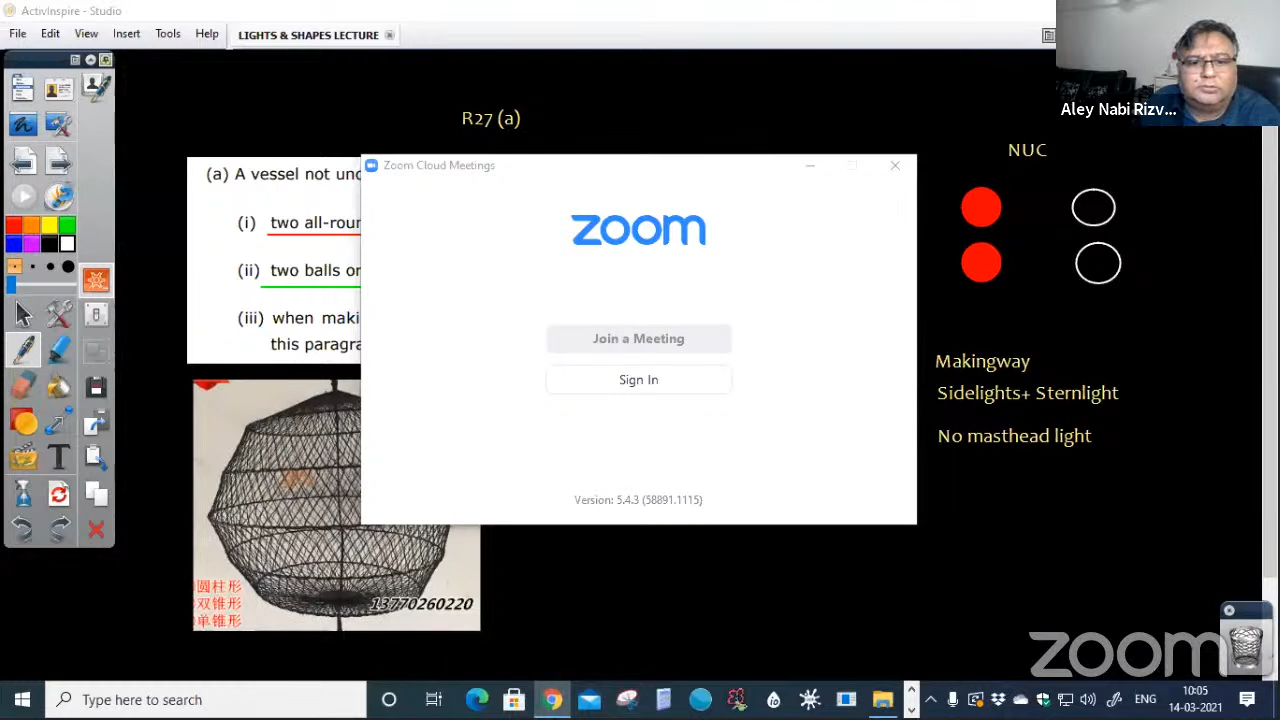 ActivInspire - Studio
File Edit View Insert Tools Help
LIGHTS & SHAPES LECTURE
Aley Nabi Rizv...
R27 (a)
NUC
(a) A vessel not und
(i) two all-roun
(ii) two balls or
(iii) when maki
this paragra
Zoom Cloud Meetings
zoom
Join a Meeting
Sign In
Version: 5.4.3 (58891.1115)
Makingway
Sidelights+ Sternlight
No masthead light
圆柱形
双锥形
单锥形
13770260220
zoom
Type here to search
ENG
10:05
14-03-2021